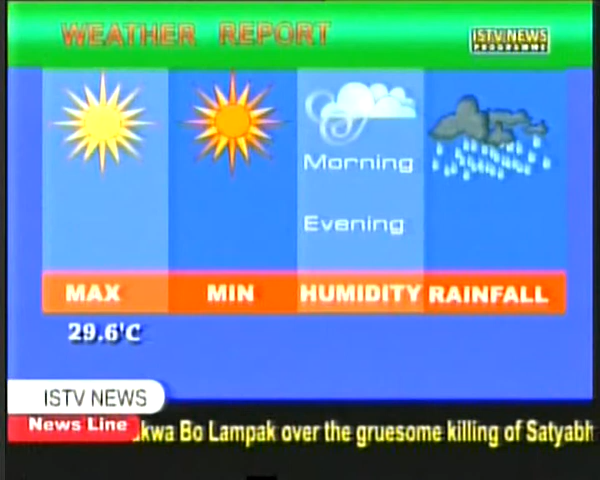 WEATHER REPORT
ISTV NEWS
PROGRAMME
Morning
Evening
MAX MIN HUMIDITY RAINFALL
29.6'C
ISTV NEWS
News Line
akwa Bo Lampak over the gruesome killing of Satyabh